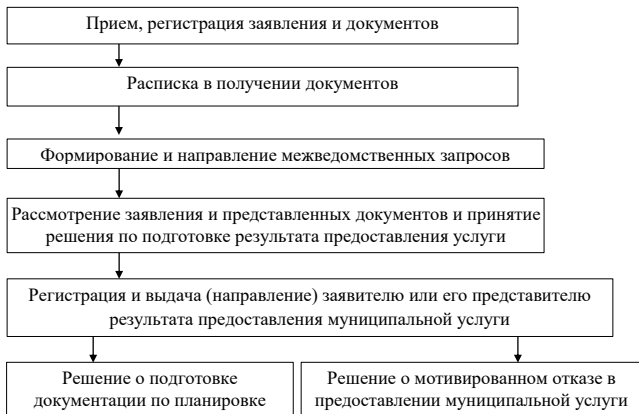 Прием, регистрация заявления и документов
Расписка в получении документов
Формирование и направление межведомственных запросов
Рассмотрение заявления и представленных документов и принятие
решения по подготовке результата предоставления услуги
Регистрация и выдача (направление) заявителю или его представителю
результата предоставления муниципальной услуги
Решение о подготовке
документации по планировке
Решение о мотивированном отказе в
предоставлении муниципальной услуги